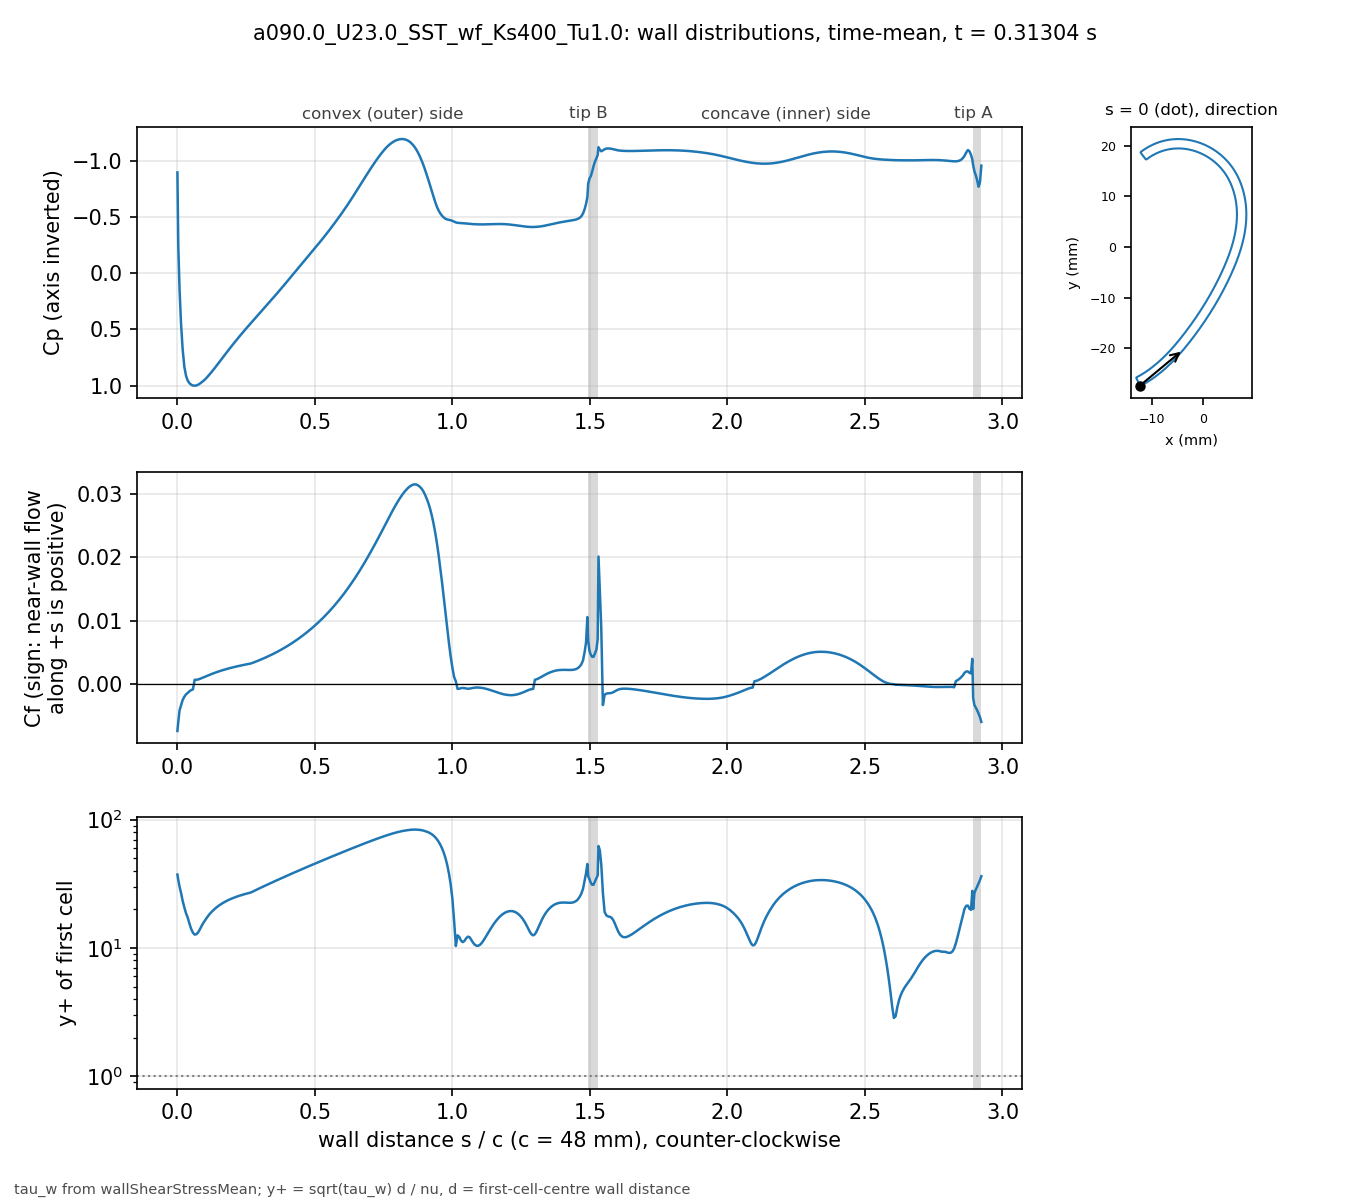 a090.0_U23.0_SST_wf_Ks400_Tu1.0: wall distributions, time-mean, t = 0.31304 s
convex (outer) side
tip B
concave (inner) side
tip A
s = 0 (dot), direction
Cp (axis inverted)
−1.0
−0.5
0.0
0.5
1.0
0.0
0.5
1.0
1.5
2.0
2.5
3.0
y (mm)
20
10
0
−10
−20
−10
0
x (mm)
Cf (sign: near-wall flow
along +s is positive)
0.03
0.02
0.01
0.00
0.0
0.5
1.0
1.5
2.0
2.5
3.0
y+ of first cell
10²
10¹
10⁰
0.0
0.5
1.0
1.5
2.0
2.5
3.0
wall distance s / c (c = 48 mm), counter-clockwise
tau_w from wallShearStressMean; y+ = sqrt(tau_w) d / nu, d = first-cell-centre wall distance